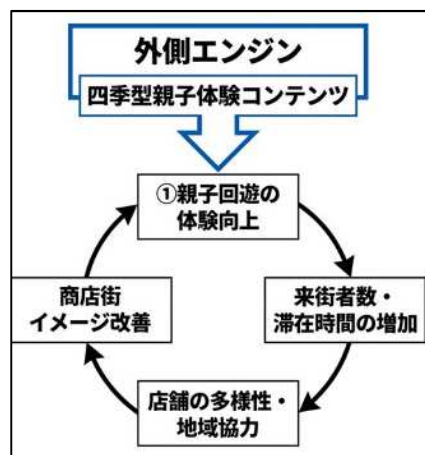 外側エンジン
四季型親子体験コンテンツ
①親子回遊の
体験向上
商店街
イメージ改善
来街者数・
滞在時間の増加
店舗の多様性・
地域協力